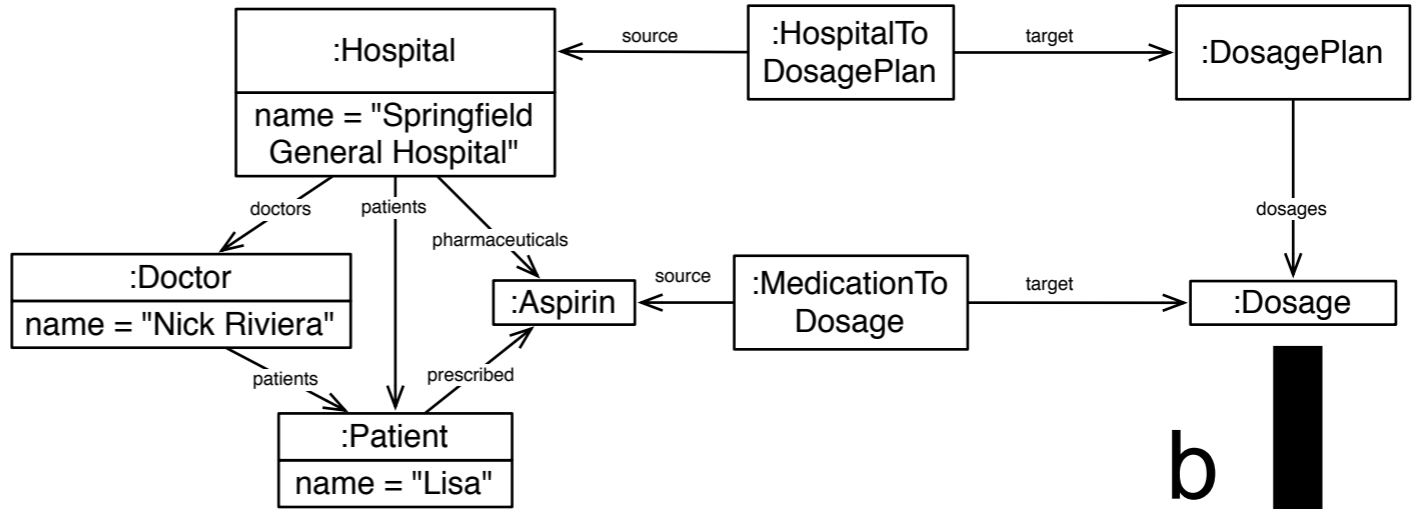 :Hospital
name = "Springfield
General Hospital"
source
:HospitalTo
DosagePlan
target
:DosagePlan
doctors
patients
pharmaceuticals
dosages
:Doctor
name = "Nick Riviera"
:Aspirin
source
:MedicationTo
Dosage
target
:Dosage
patients
prescribed
:Patient
name = "Lisa"
b